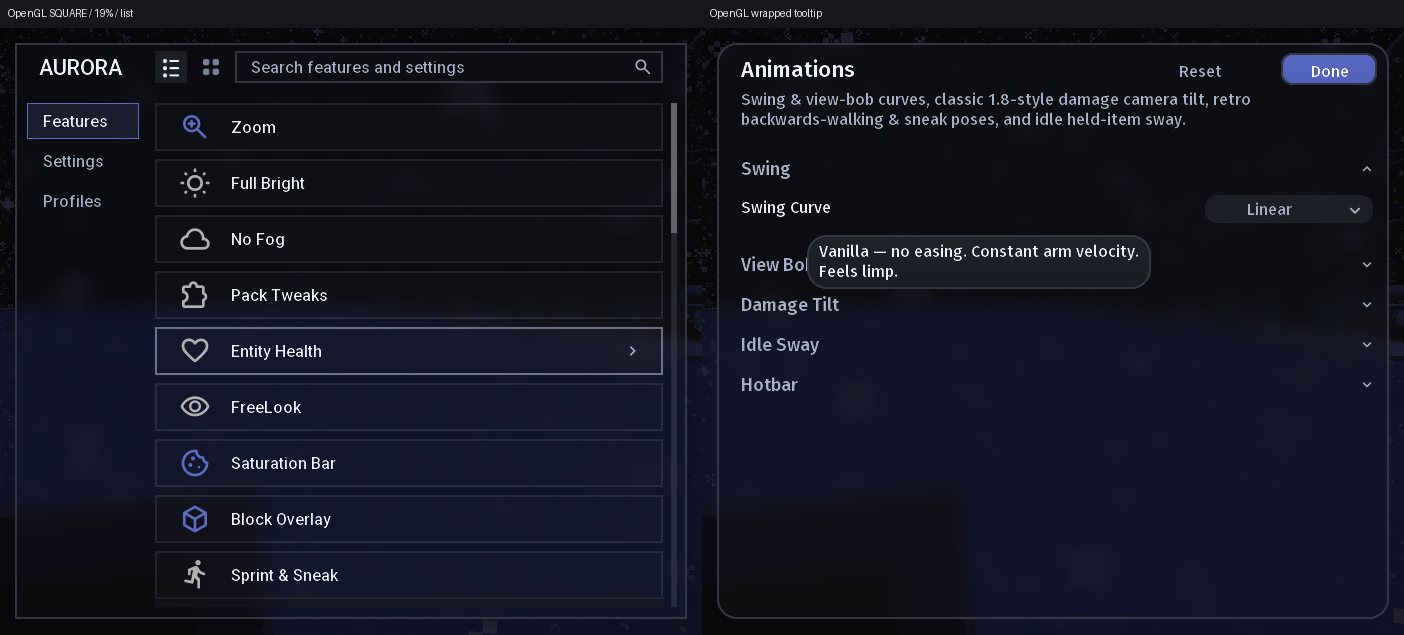 OpenGL SQUARE / 19% / list
AURORA
Search features and settings
Features
Settings
Profiles
Zoom
Full Bright
No Fog
Pack Tweaks
Entity Health
FreeLook
Saturation Bar
Block Overlay
Sprint & Sneak
OpenGL wrapped tooltip
Animations
Reset
Done
Swing & view-bob curves, classic 1.8-style damage camera tilt, retro
backwards-walking & sneak poses, and idle held-item sway.
Swing
Swing Curve
Linear
Vanilla — no easing. Constant arm velocity.
Feels limp.
View Bo
Damage Tilt
Idle Sway
Hotbar